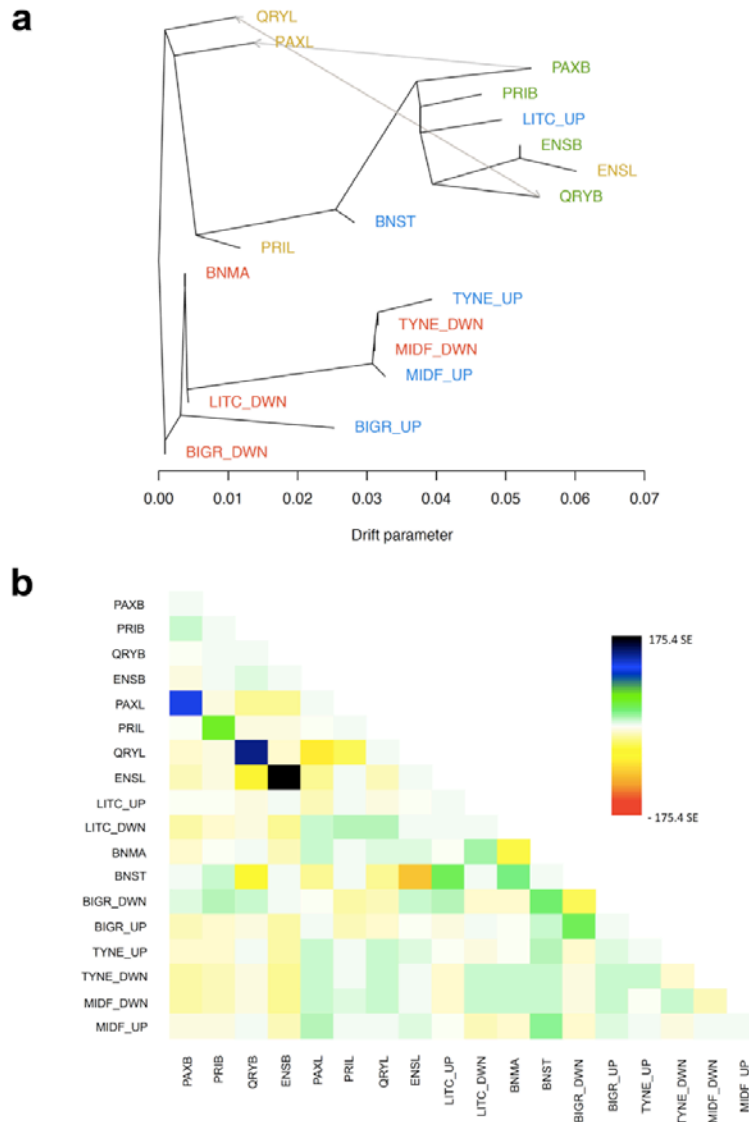 a
QRYL
PAXL
PAXB
PRIB
LITC_UP
ENSB
ENSL
QRYB
BNST
PRIL
BNMA
TYNE_UP
TYNE_DWN
MIDF_DWN
MIDF_UP
LITC_DWN
BIGR_UP
BIGR_DWN
0.00 0.01 0.02 0.03 0.04 0.05 0.06 0.07
Drift parameter
b
PAXB
PRIB
QRYB
ENSB
PAXL
PRIL
QRYL
ENSL
LITC_UP
LITC_DWN
BNMA
BNST
BIGR_DWN
BIGR_UP
TYNE_UP
TYNE_DWN
MIDF_DWN
MIDF_UP
175.4 SE
- 175.4 SE
PAXB PRIB QRYB ENSB PAXL PRIL QRYL ENSL LITC_UP LITC_DWN BNMA BNST BIGR_DWN BIGR_UP TYNE_UP TYNE_DWN MIDF_DWN MIDF_UP